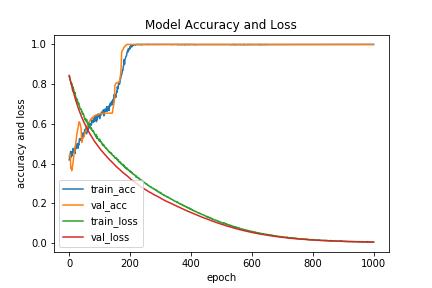 Model Accuracy and Loss
1.0
0.8
0.6
0.4
0.2
0.0
accuracy and loss
train_acc
val_acc
train_loss
val_loss
0 200 400 600 800 1000
epoch